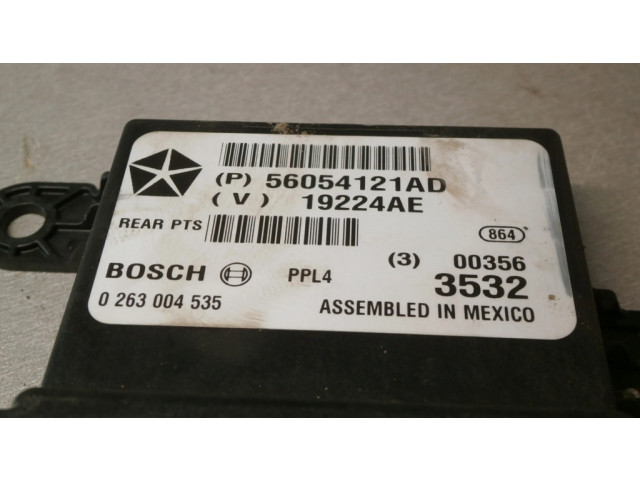 (P) 56054121AD
(V) 19224AE
REAR PTS
864
(3) 00356
BOSCH PPL4 3532
0 263 004 535 ASSEMBLED IN MEXICO